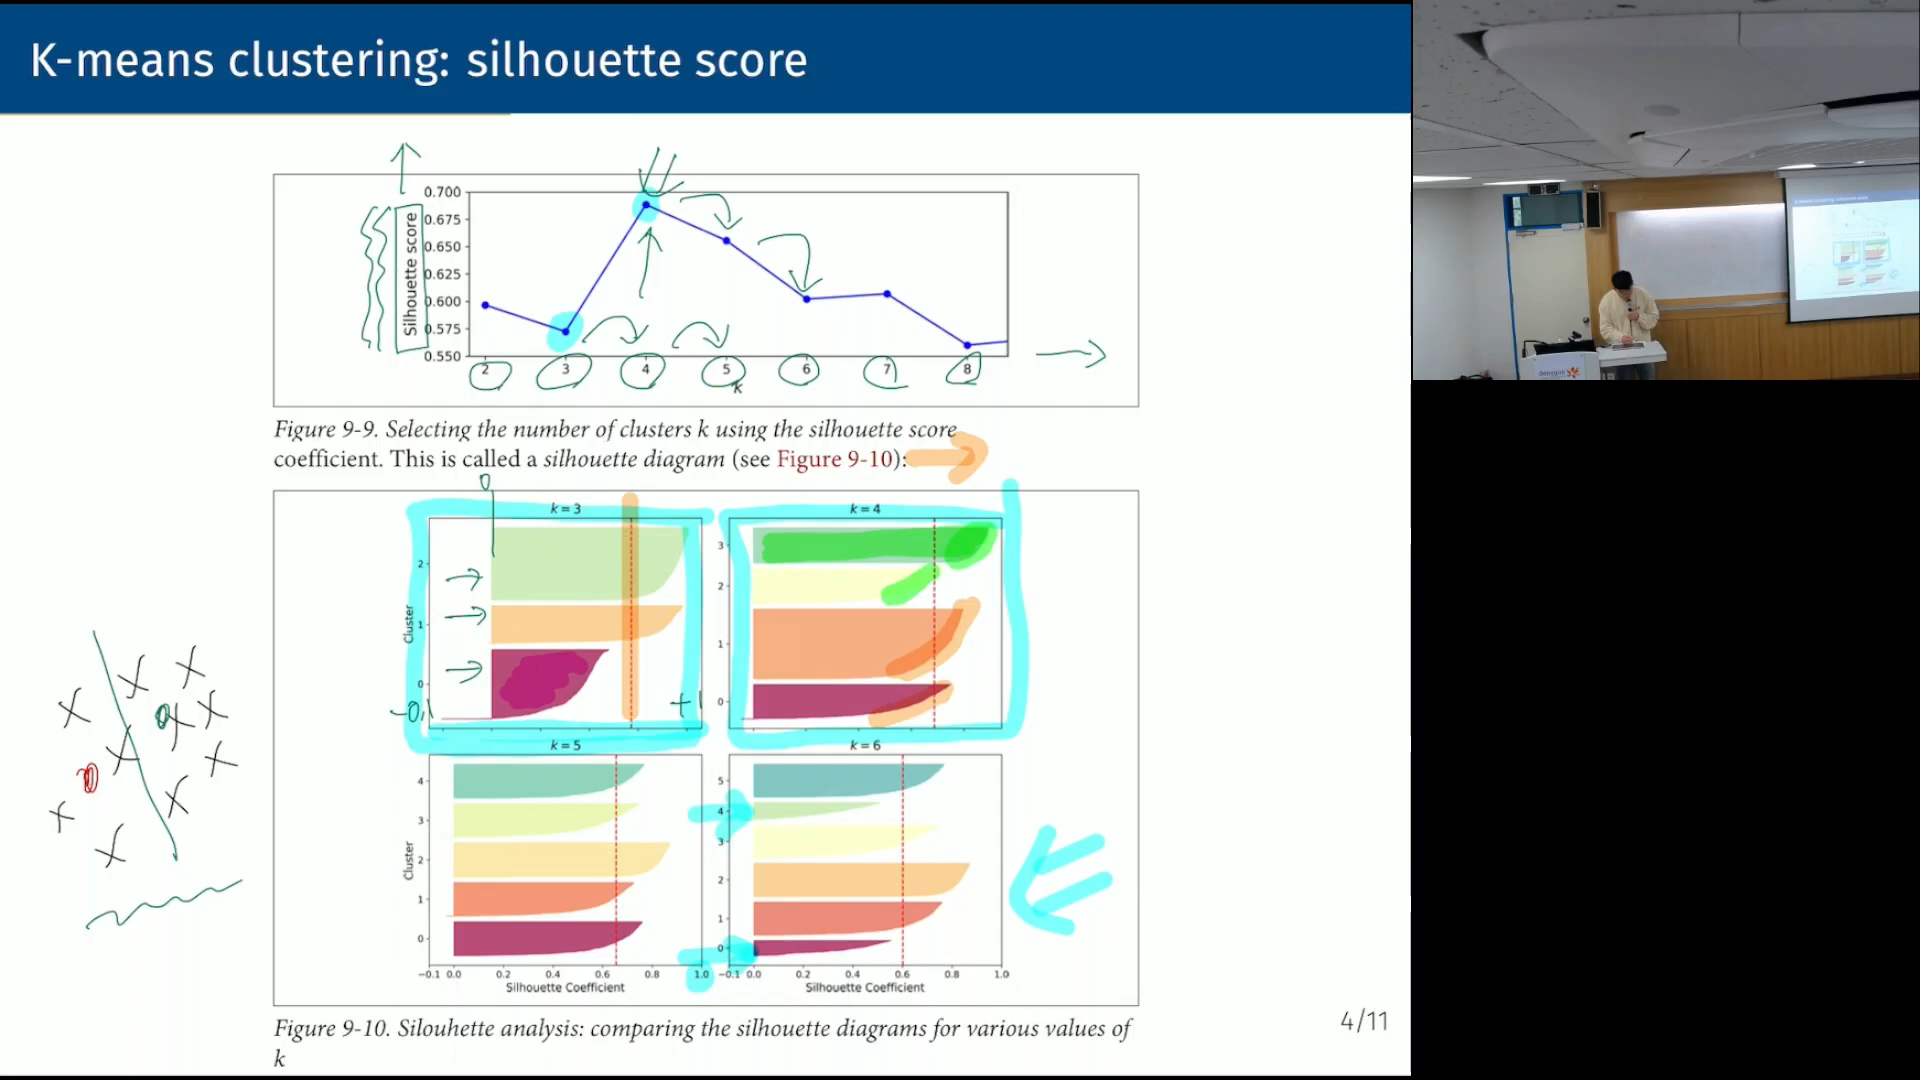 K-means clustering: silhouette score
0.700
0.675
0.650
0.625
0.600
0.575
0.550
Silhouette score
2 3 4 5 6 7 8
k
Figure 9-9. Selecting the number of clusters k using the silhouette score
coefficient. This is called a silhouette diagram (see Figure 9-10):
0
k = 3
k = 4
2
1
0
Cluster
-0,1
+1
3
2
1
0
k = 5
k = 6
4
3
2
1
0
Cluster
5
4
3
2
1
0
−0.1 0.0 0.2 0.4 0.6 0.8 1.0
−0.1 0.0 0.2 0.4 0.6 0.8 1.0
Silhouette Coefficient
Silhouette Coefficient
Figure 9-10. Silouhette analysis: comparing the silhouette diagrams for various values of
k
4/11
dongguk